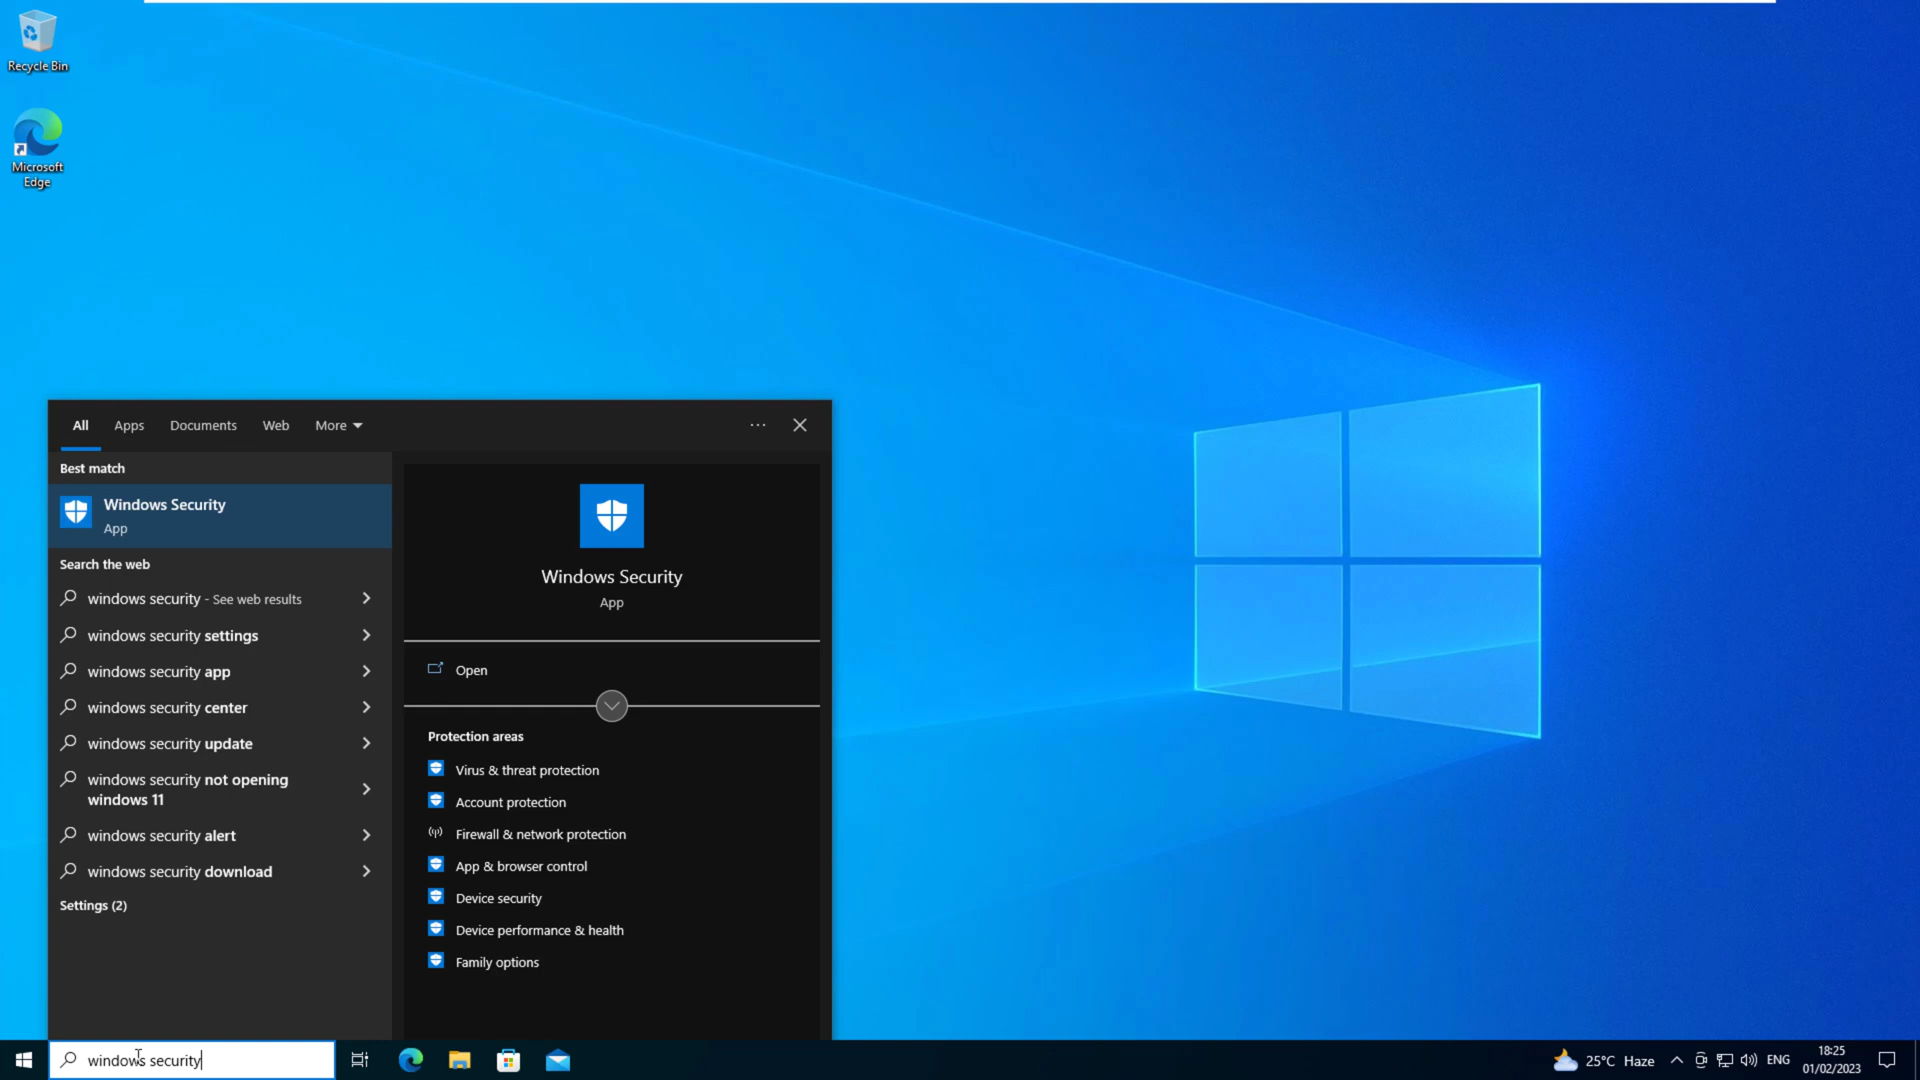 Recycle Bin
Microsoft
Edge
All
Apps
Documents
Web
More
Best match
Windows Security
App
Search the web
windows security - See web results
windows security settings
windows security app
windows security center
windows security update
windows security not opening
windows 11
windows security alert
windows security download
Settings (2)
Windows Security
App
Open
Protection areas
Virus & threat protection
Account protection
Firewall & network protection
App & browser control
Device security
Device performance & health
Family options
windows security
25°C Haze
ENG
18:25
01/02/2023